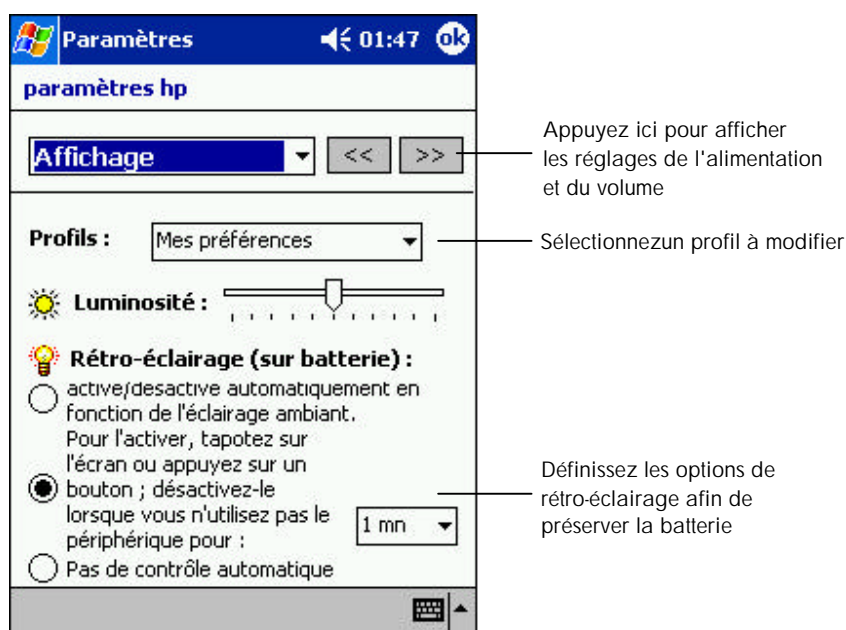 Paramètres 01:47 ok
paramètres hp
Affichage << >>
Appuyez ici pour afficher
les réglages de l'alimentation
et du volume
Profils : Mes préférences
Sélectionnezun profil à modifier
Luminosité :
Rétro-éclairage (sur batterie) :
active/desactive automatiquement en
fonction de l'éclairage ambiant.
Pour l'activer, tapotez sur
l'écran ou appuyez sur un
bouton ; désactivez-le
lorsque vous n'utilisez pas le
périphérique pour :
1 mn
Définissez les options de
rétro-éclairage afin de
préserver la batterie
Pas de contrôle automatique